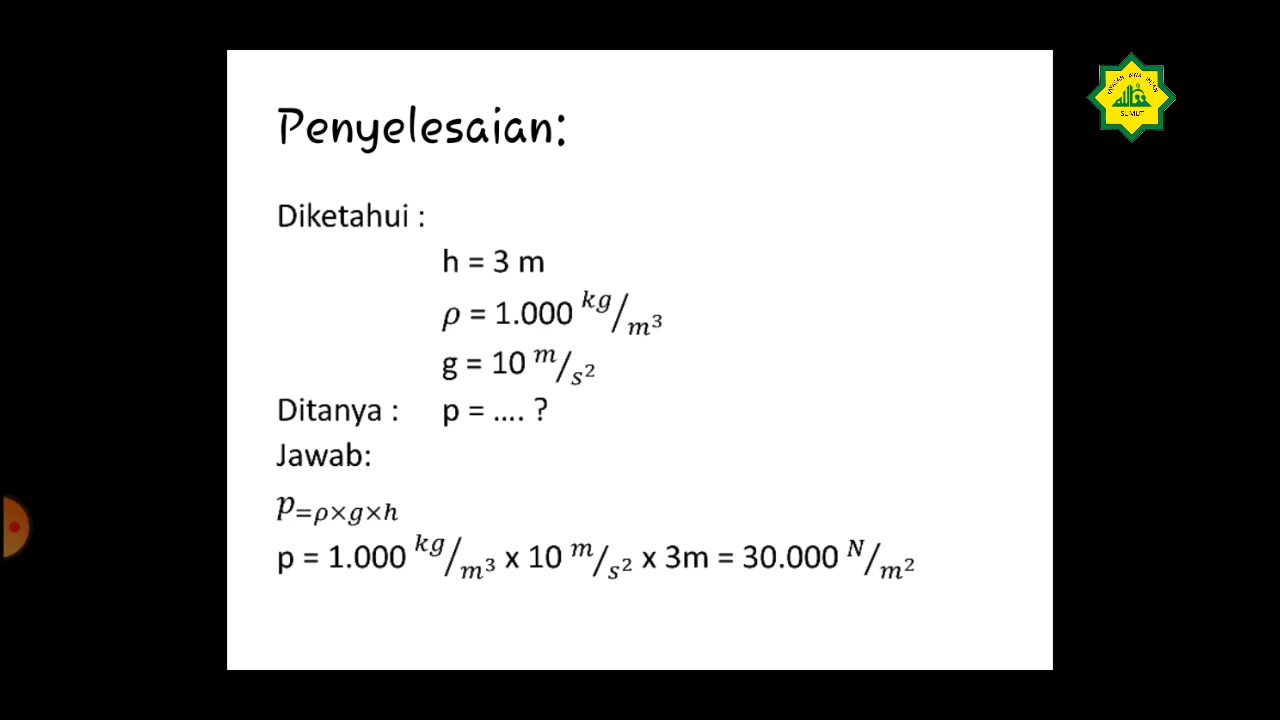 Penyelesaian:
Diketahui :
h = 3 m
ρ = 1.000 kg/m³
g = 10 m/s²
Ditanya : p = .... ?
Jawab:
p=ρ×g×h
p = 1.000 kg/m³ x 10 m/s² x 3m = 30.000 N/m²
SUMUT